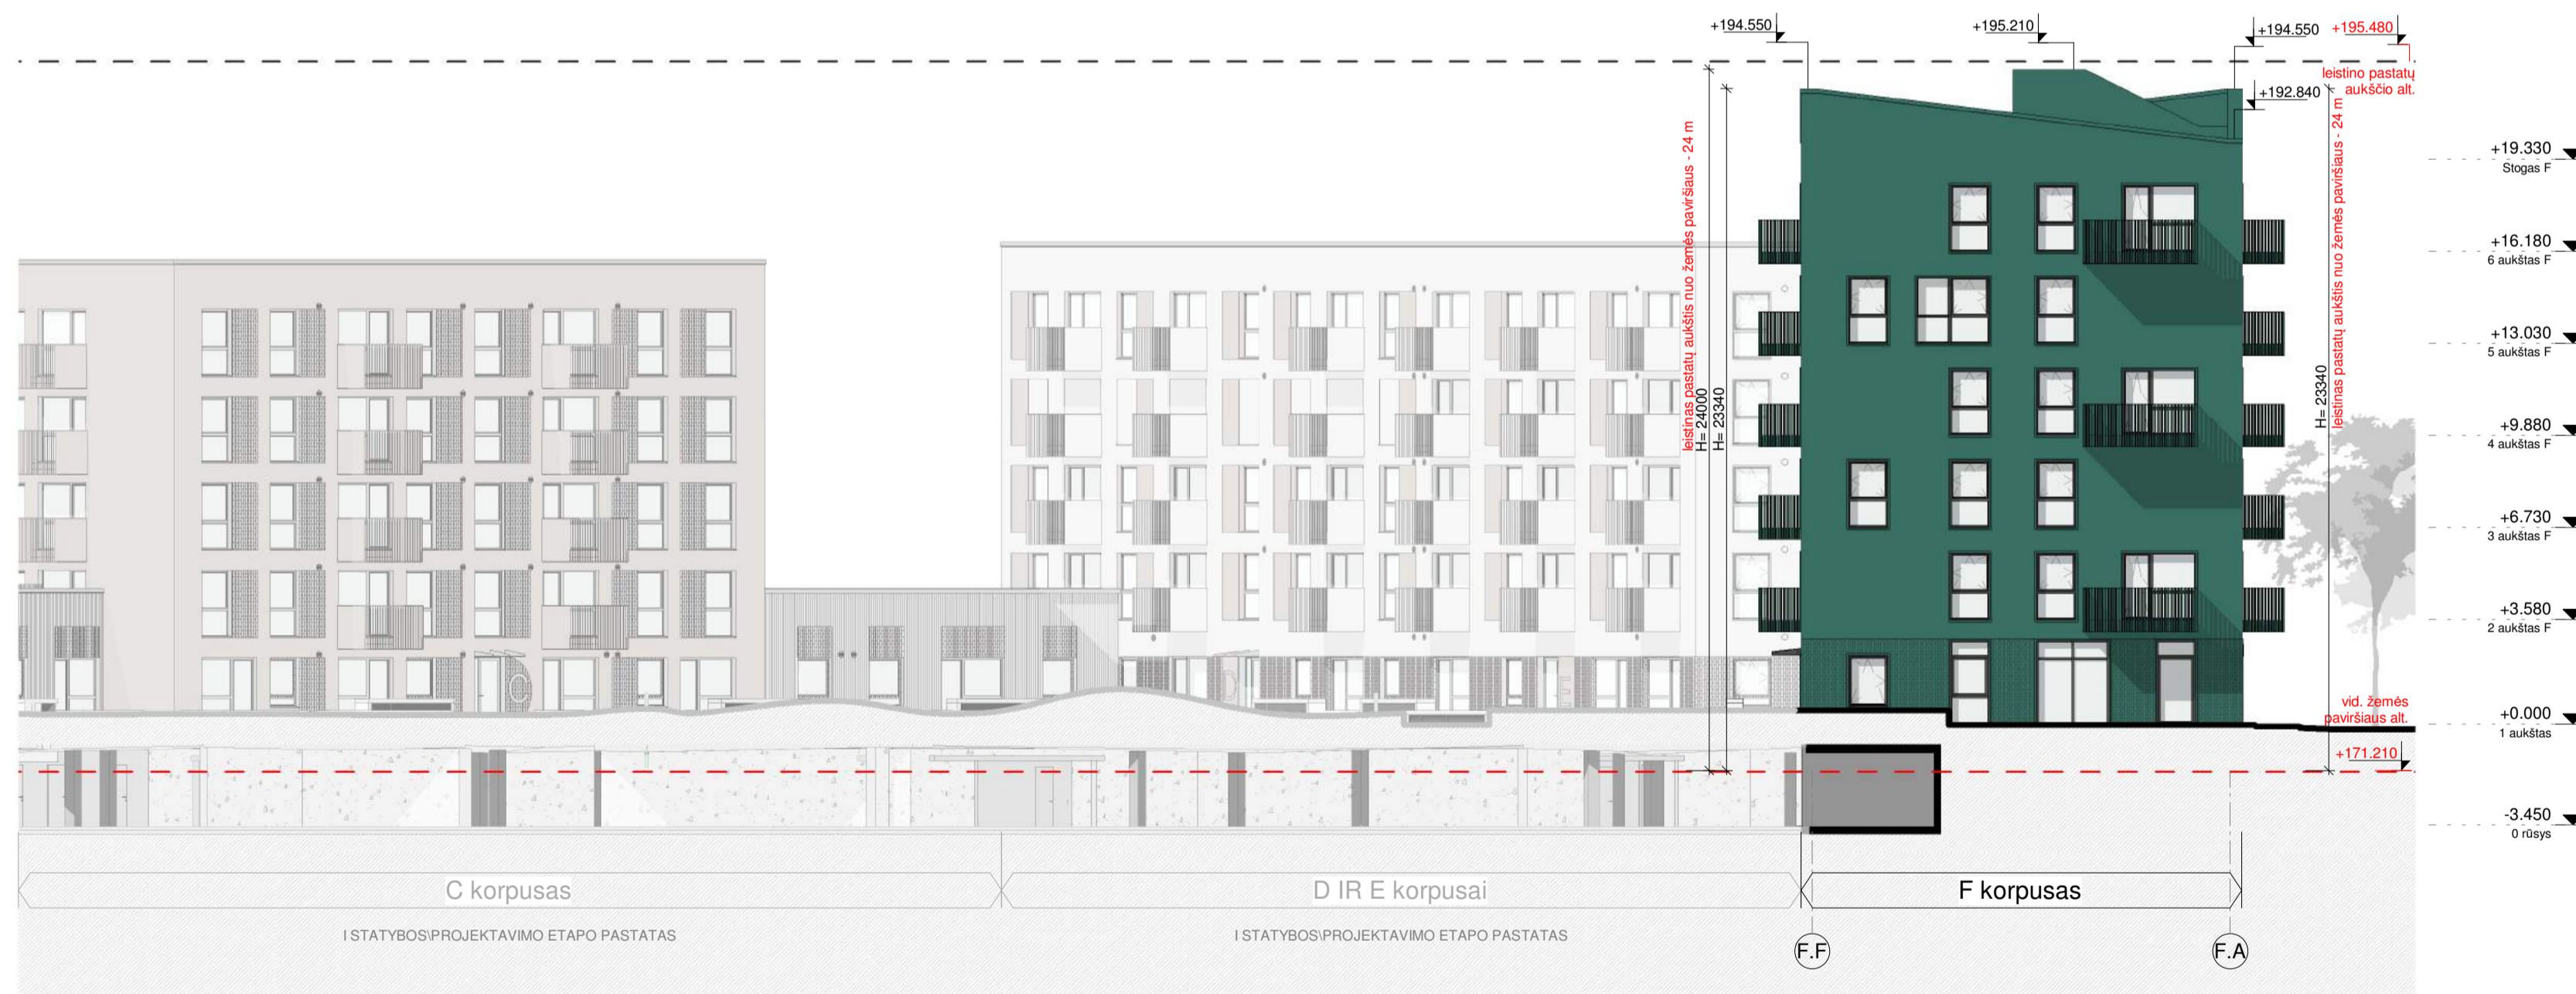 +194.550
+195.210
+194.550
+195.480
leistino pastatų
aukščio alt.
+192.840
leistinas pastatų aukštis nuo žemės paviršiaus - 24 m
H= 24000
H= 23340
H= 23340
leistinas pastatų aukštis nuo žemės paviršiaus - 24 m
+19.330
Stogas F
+16.180
6 aukštas F
+13.030
5 aukštas F
+9.880
4 aukštas F
+6.730
3 aukštas F
+3.580
2 aukštas F
+0.000
1 aukštas
-3.450
0 rūsys
vid. žemės
paviršiaus alt.
+171.210
C
D
E
C korpusas
D IR E korpusai
F korpusas
I STATYBOS\PROJEKTAVIMO ETAPO PASTATAS
I STATYBOS\PROJEKTAVIMO ETAPO PASTATAS
F.F
F.A